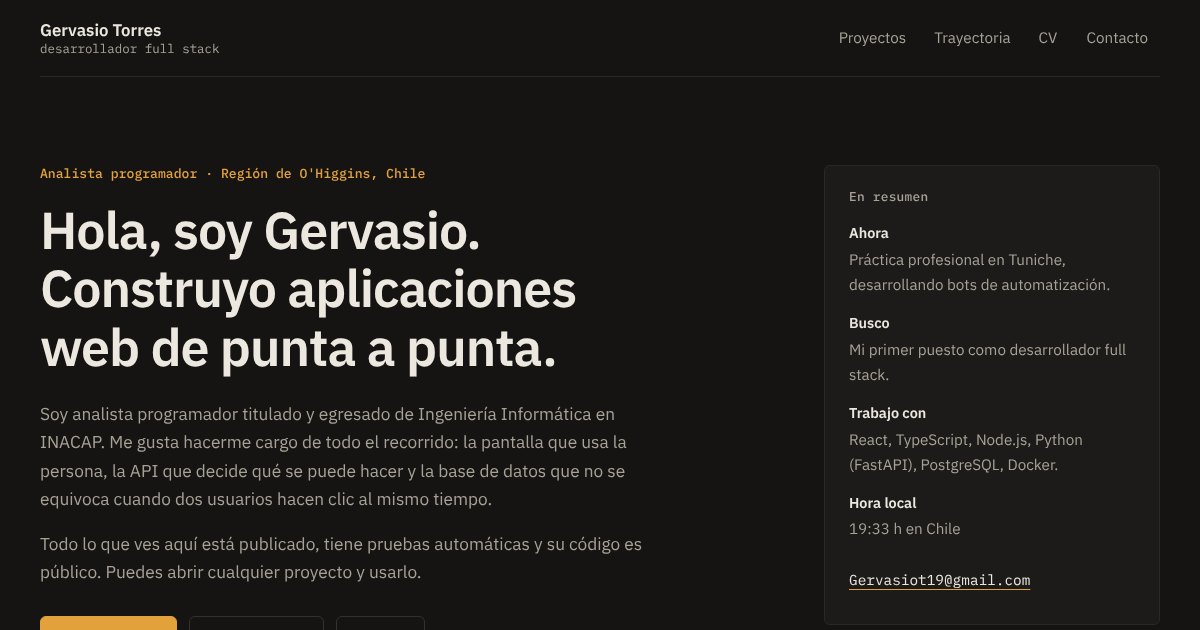 Gervasio Torres
desarrollador full stack
Proyectos Trayectoria CV Contacto
Analista programador · Región de O'Higgins, Chile
Hola, soy Gervasio.
Construyo aplicaciones
web de punta a punta.
Soy analista programador titulado y egresado de Ingeniería Informática en
INACAP. Me gusta hacerme cargo de todo el recorrido: la pantalla que usa la
persona, la API que decide qué se puede hacer y la base de datos que no se
equivoca cuando dos usuarios hacen clic al mismo tiempo.
Todo lo que ves aquí está publicado, tiene pruebas automáticas y su código es
público. Puedes abrir cualquier proyecto y usarlo.
En resumen
Ahora
Práctica profesional en Tuniche,
desarrollando bots de automatización.
Busco
Mi primer puesto como desarrollador full
stack.
Trabajo con
React, TypeScript, Node.js, Python
(FastAPI), PostgreSQL, Docker.
Hora local
19:33 h en Chile
Gervasiot19@gmail.com